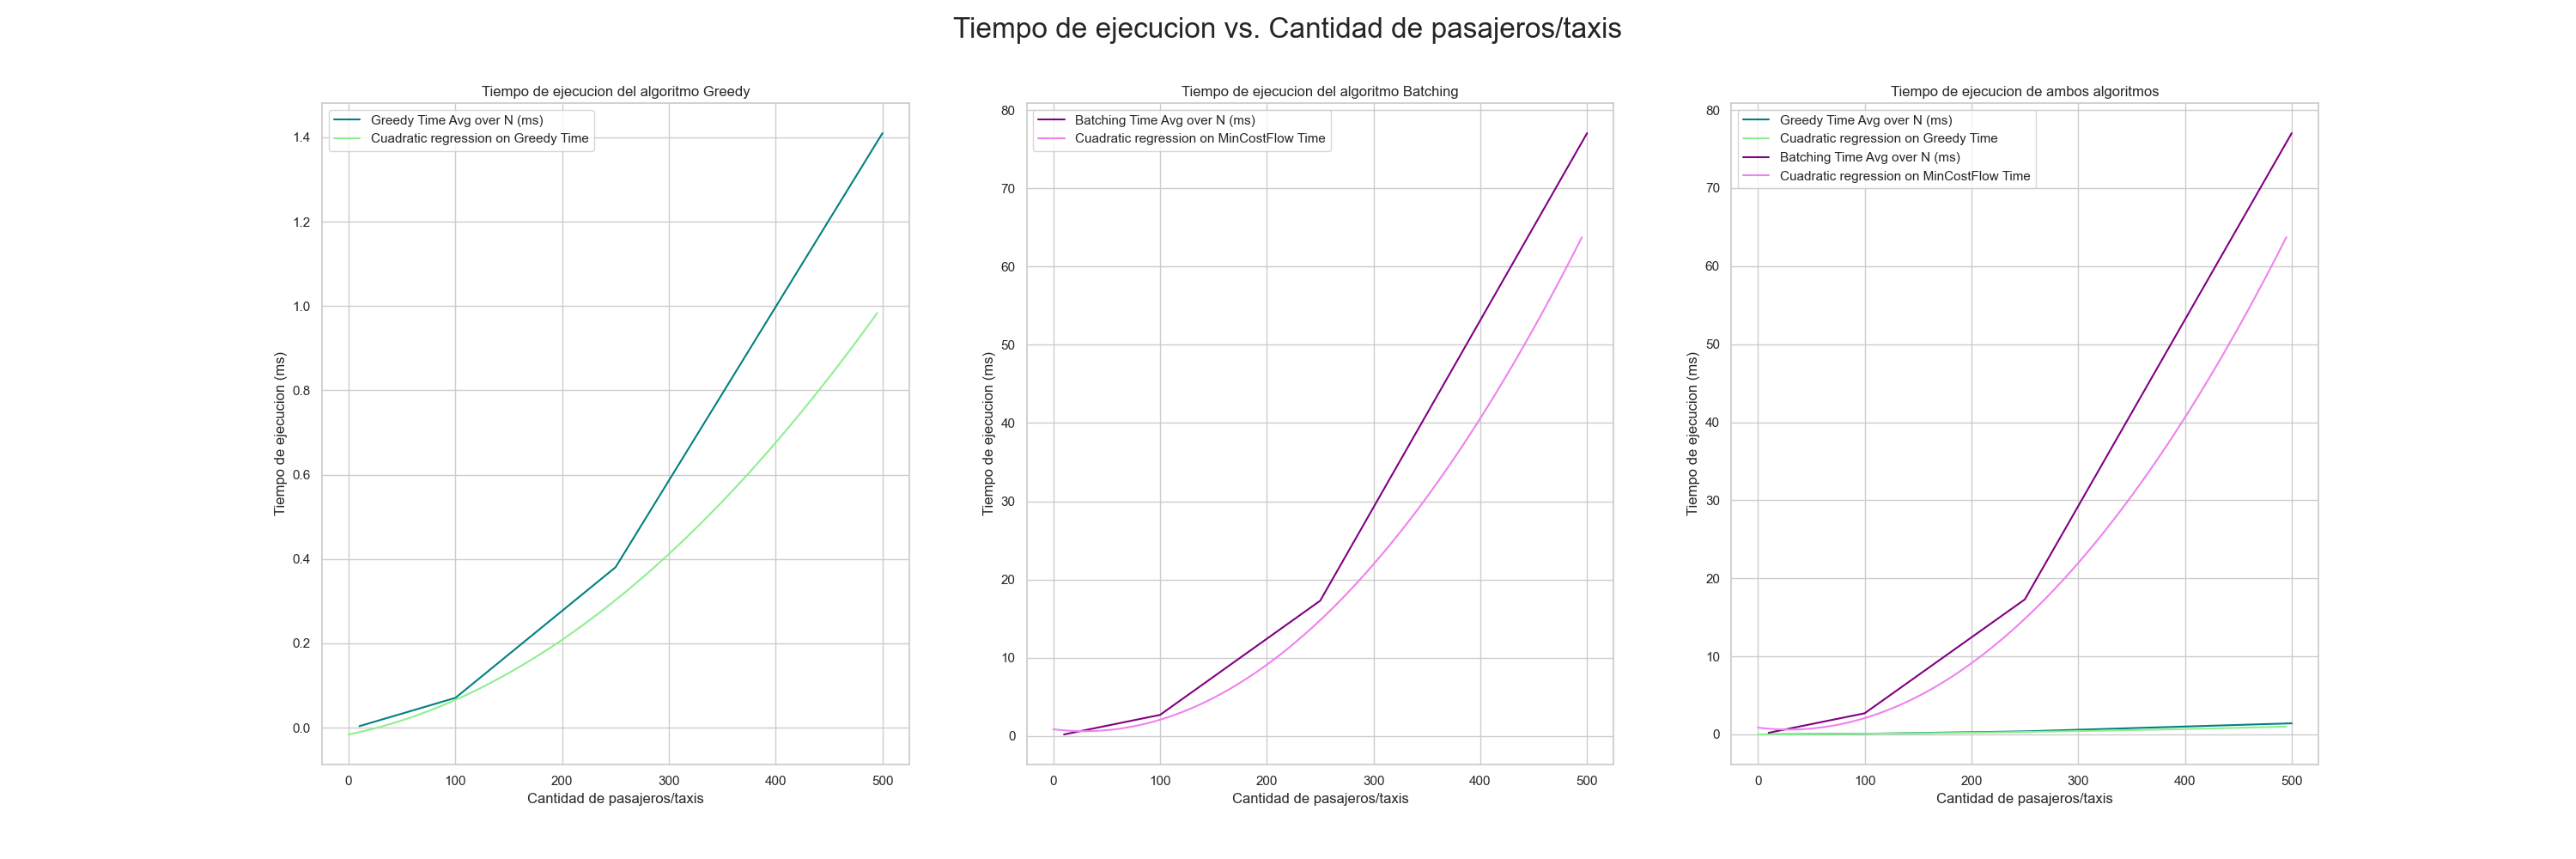 Tiempo de ejecucion vs. Cantidad de pasajeros/taxis
Tiempo de ejecucion del algoritmo Greedy
Greedy Time Avg over N (ms)
Cuadratic regression on Greedy Time
1.4
1.2
1.0
0.8
0.6
0.4
0.2
0.0
Tiempo de ejecucion (ms)
0 100 200 300 400 500
Cantidad de pasajeros/taxis
Tiempo de ejecucion del algoritmo Batching
Batching Time Avg over N (ms)
Cuadratic regression on MinCostFlow Time
80
70
60
50
40
30
20
10
0
Tiempo de ejecucion (ms)
0 100 200 300 400 500
Cantidad de pasajeros/taxis
Tiempo de ejecucion de ambos algoritmos
Greedy Time Avg over N (ms)
Cuadratic regression on Greedy Time
Batching Time Avg over N (ms)
Cuadratic regression on MinCostFlow Time
80
70
60
50
40
30
20
10
0
Tiempo de ejecucion (ms)
0 100 200 300 400 500
Cantidad de pasajeros/taxis